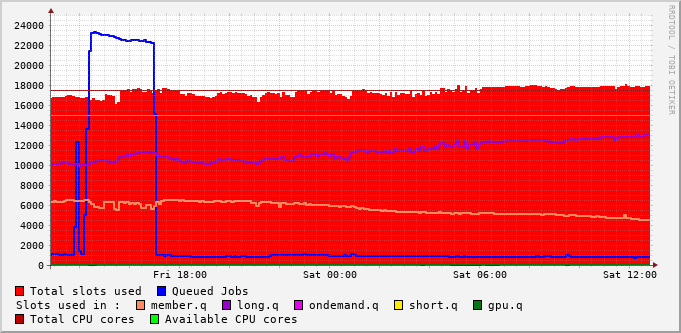 24000
22000
20000
18000
16000
14000
12000
10000
8000
6000
4000
2000
0
Fri 18:00 Sat 00:00 Sat 06:00 Sat 12:00
RRDTOOL / TOBI OETIKER
Total slots used Queued Jobs
Slots used in : member.q long.q ondemand.q short.q gpu.q
Total CPU cores Available CPU cores